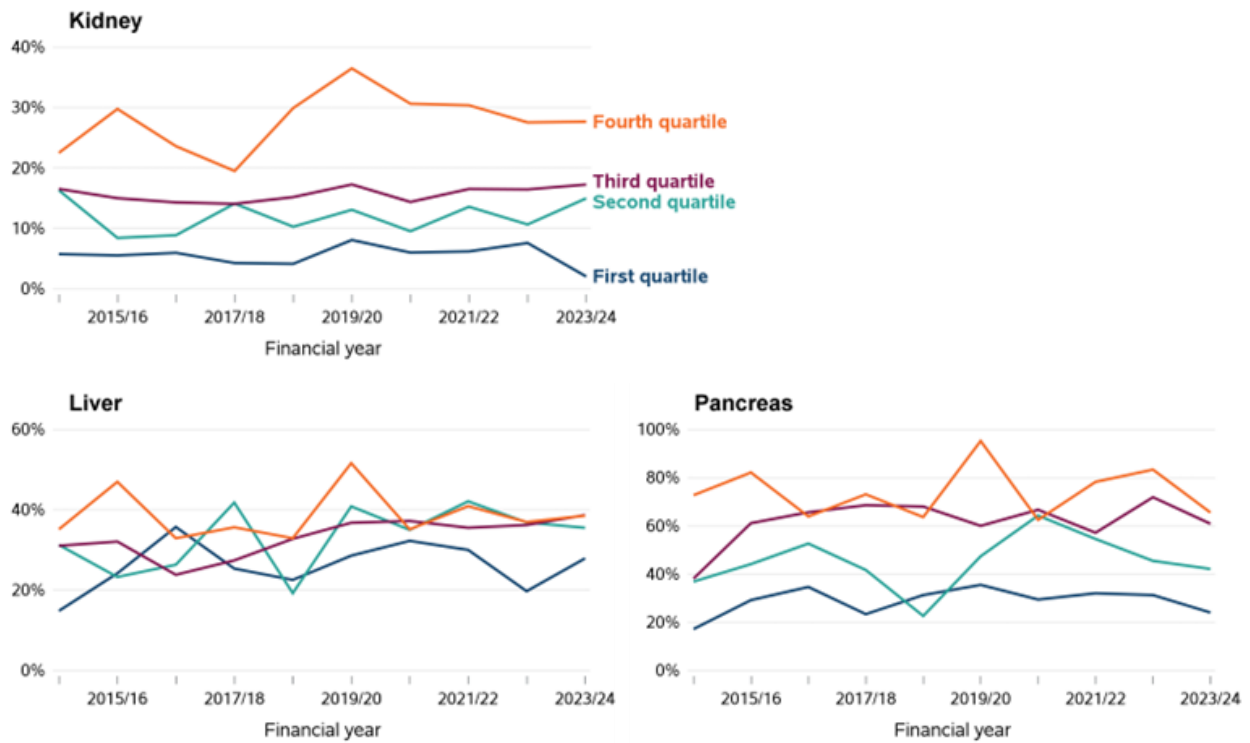 Kidney
40%
30%
20%
10%
0%
Fourth quartile
Third quartile
Second quartile
First quartile
2015/16 2017/18 2019/20 2021/22 2023/24
Financial year
Liver
60%
40%
20%
0%
2015/16 2017/18 2019/20 2021/22 2023/24
Financial year
Pancreas
100%
80%
60%
40%
20%
0%
2015/16 2017/18 2019/20 2021/22 2023/24
Financial year